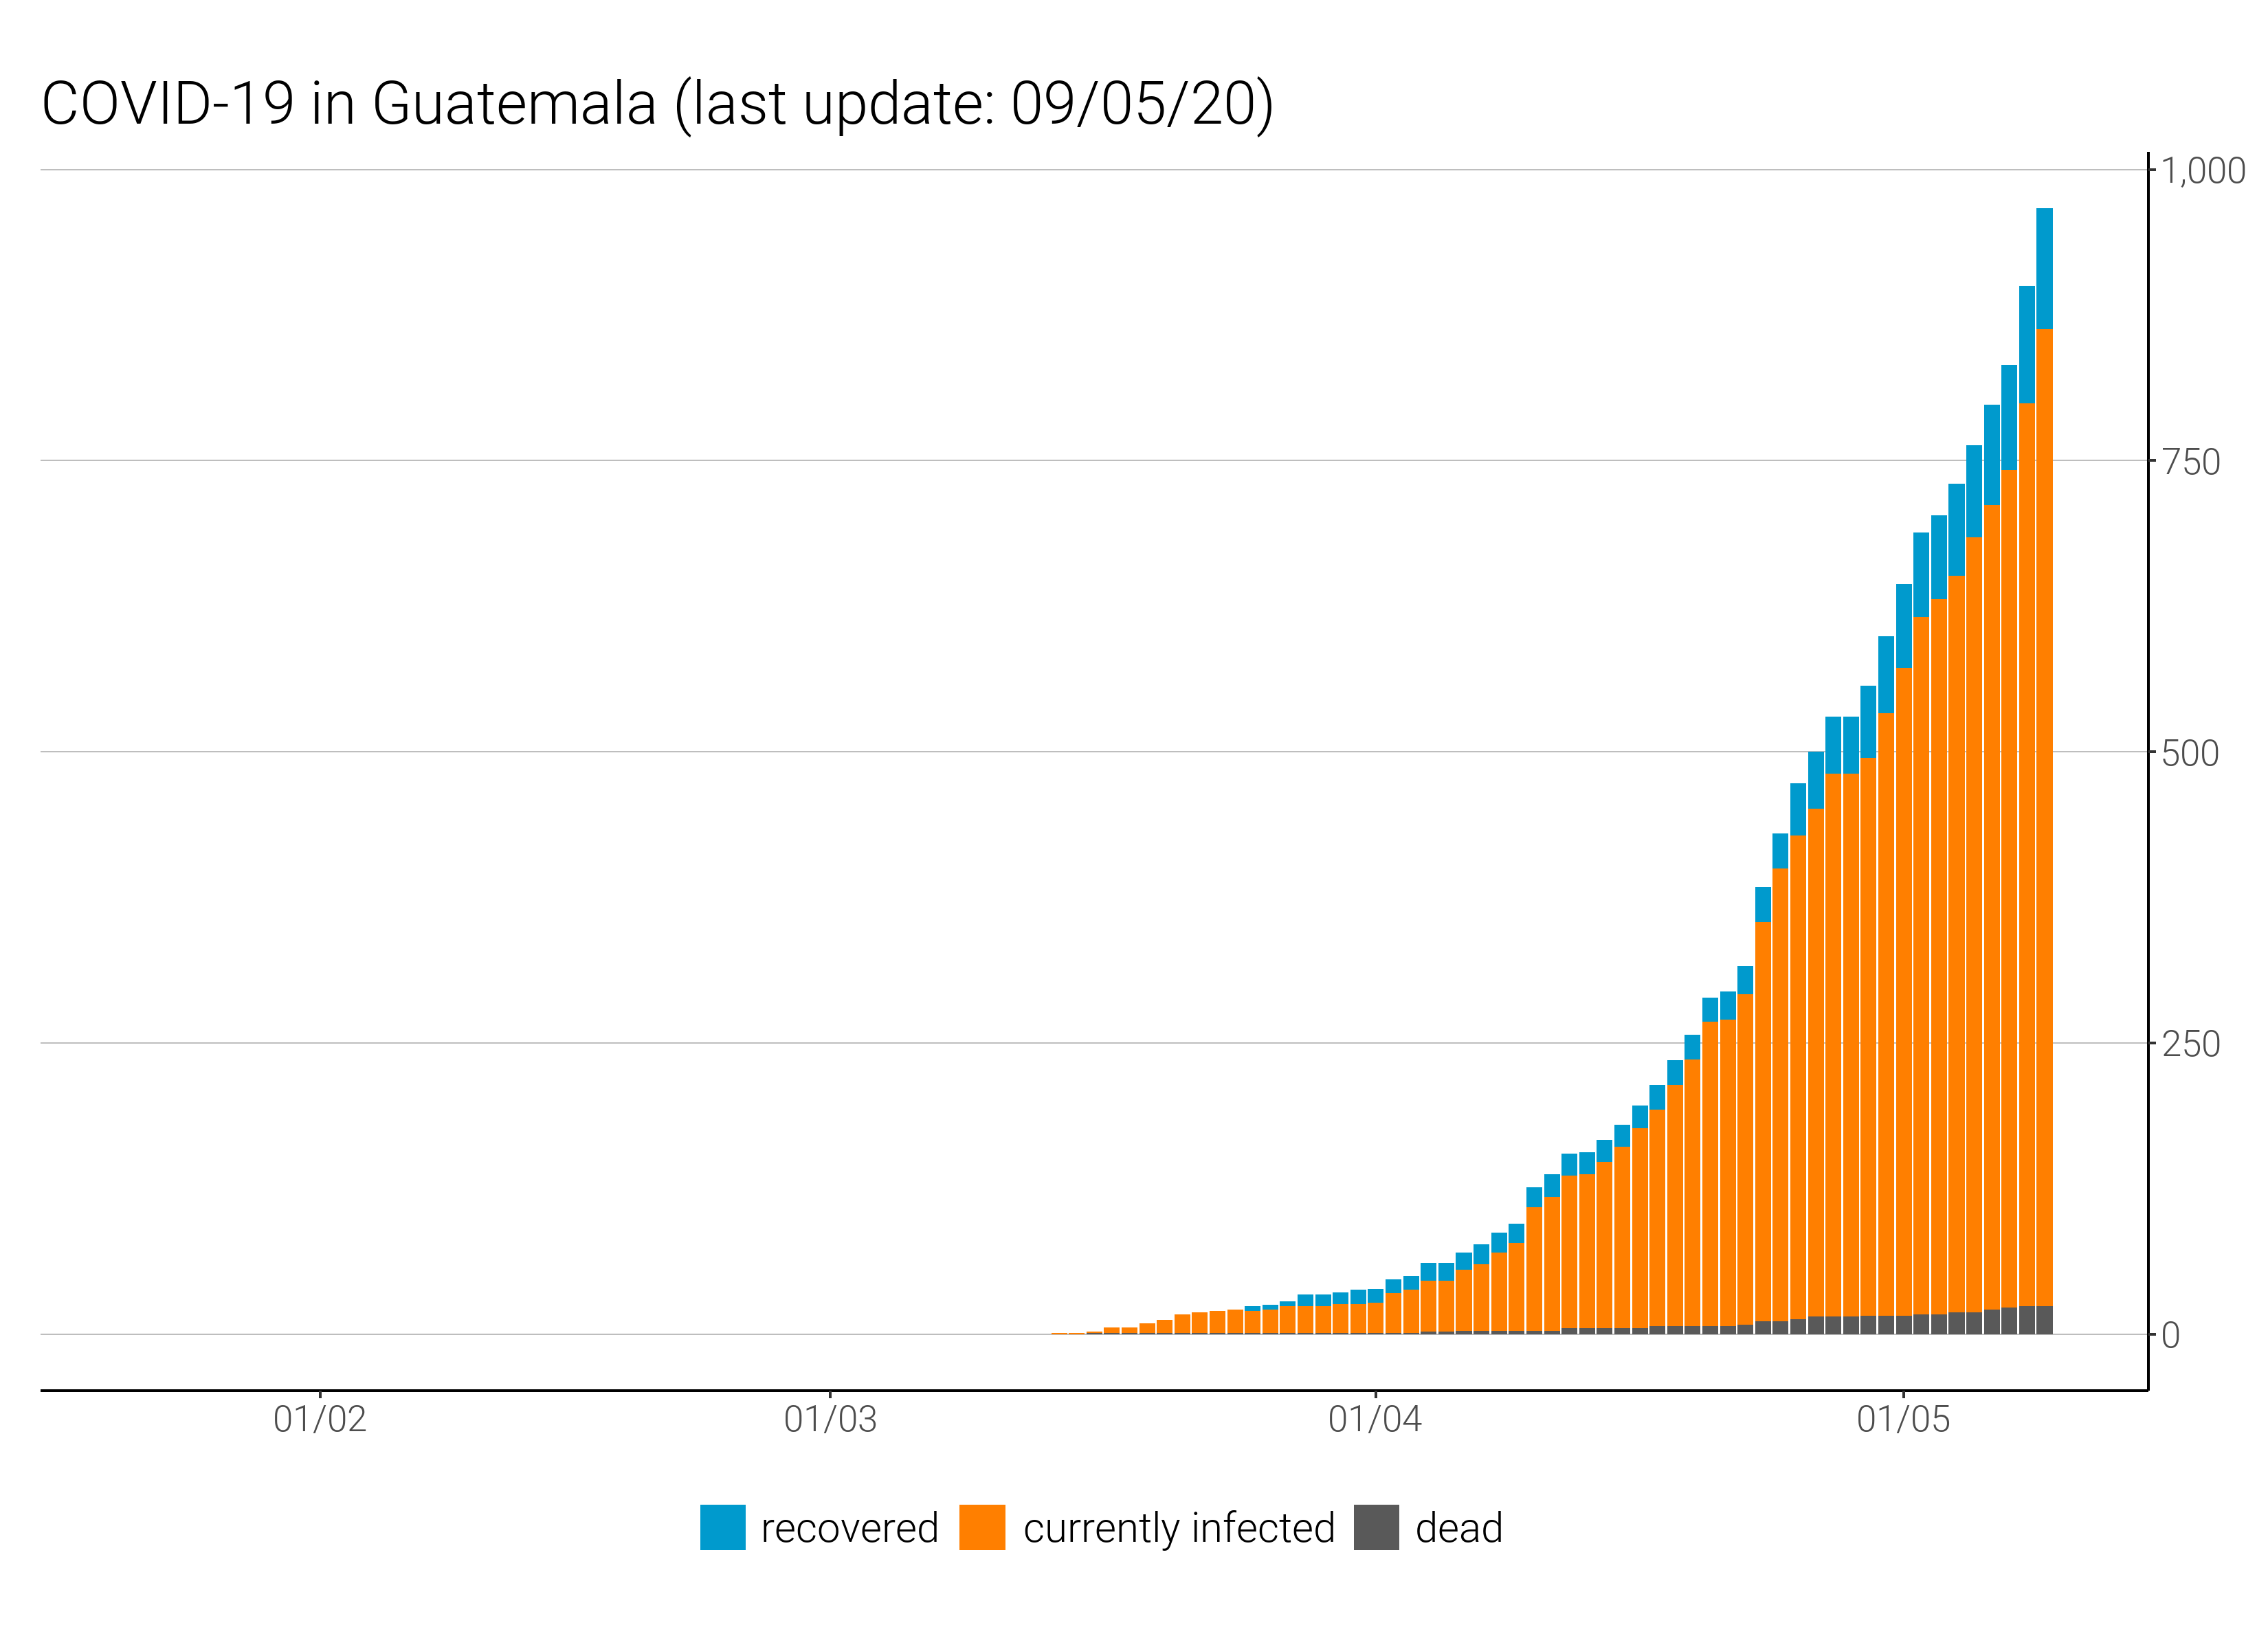 COVID-19 in Guatemala (last update: 09/05/20)
1,000
750
500
250
0
01/02 01/03 01/04 01/05
recovered currently infected dead